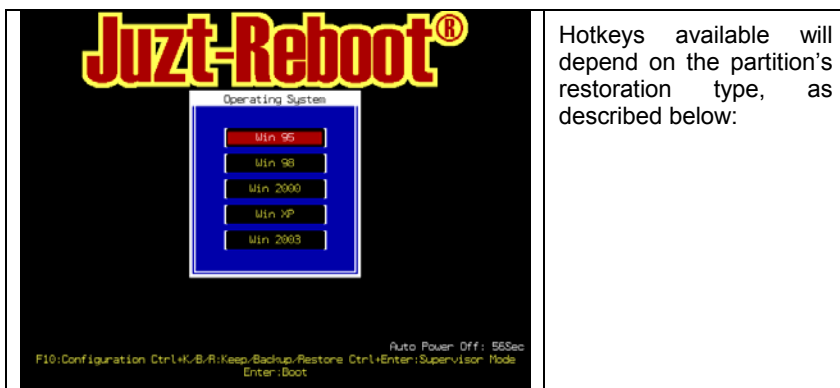 Juzt-Reboot®
Operating System
Win 95
Win 98
Win 2000
Win XP
Win 2003
Auto Power Off: 56Sec
F10:Configuration Ctrl+K/B/R:Keep/Backup/Restore Ctrl+Enter:Supervisor Mode
Enter:Boot
Hotkeys available will
depend on the partition's
restoration type, as
described below: